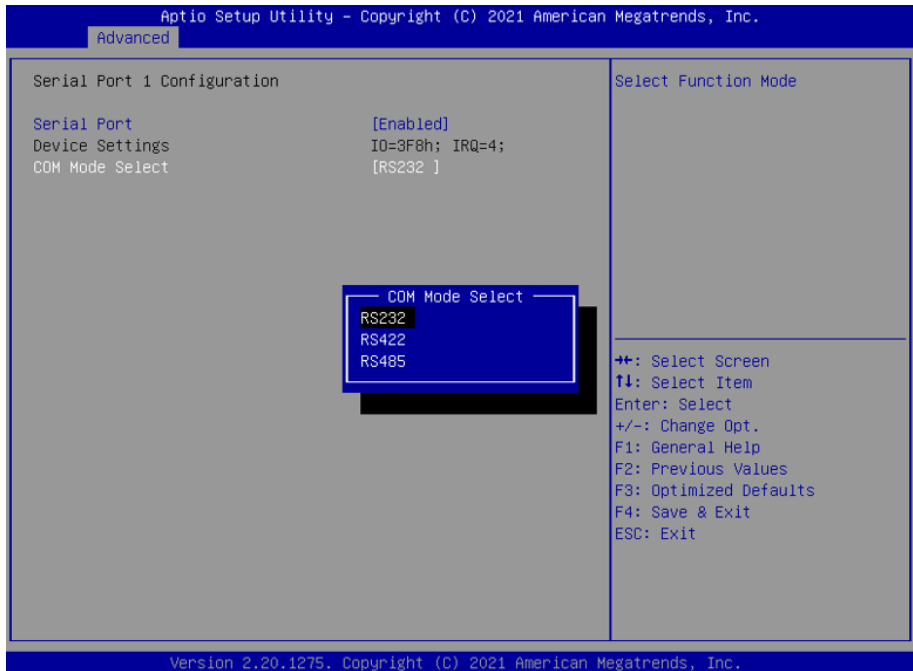 Aptio Setup Utility – Copyright (C) 2021 American Megatrends, Inc.
Advanced
Serial Port 1 Configuration
Serial Port [Enabled]
Device Settings IO=3F8h; IRQ=4;
COM Mode Select [RS232 ]
COM Mode Select
RS232
RS422
RS485
Select Function Mode
→←: Select Screen
↑↓: Select Item
Enter: Select
+/-: Change Opt.
F1: General Help
F2: Previous Values
F3: Optimized Defaults
F4: Save & Exit
ESC: Exit
Version 2.20.1275. Copyright (C) 2021 American Megatrends, Inc.